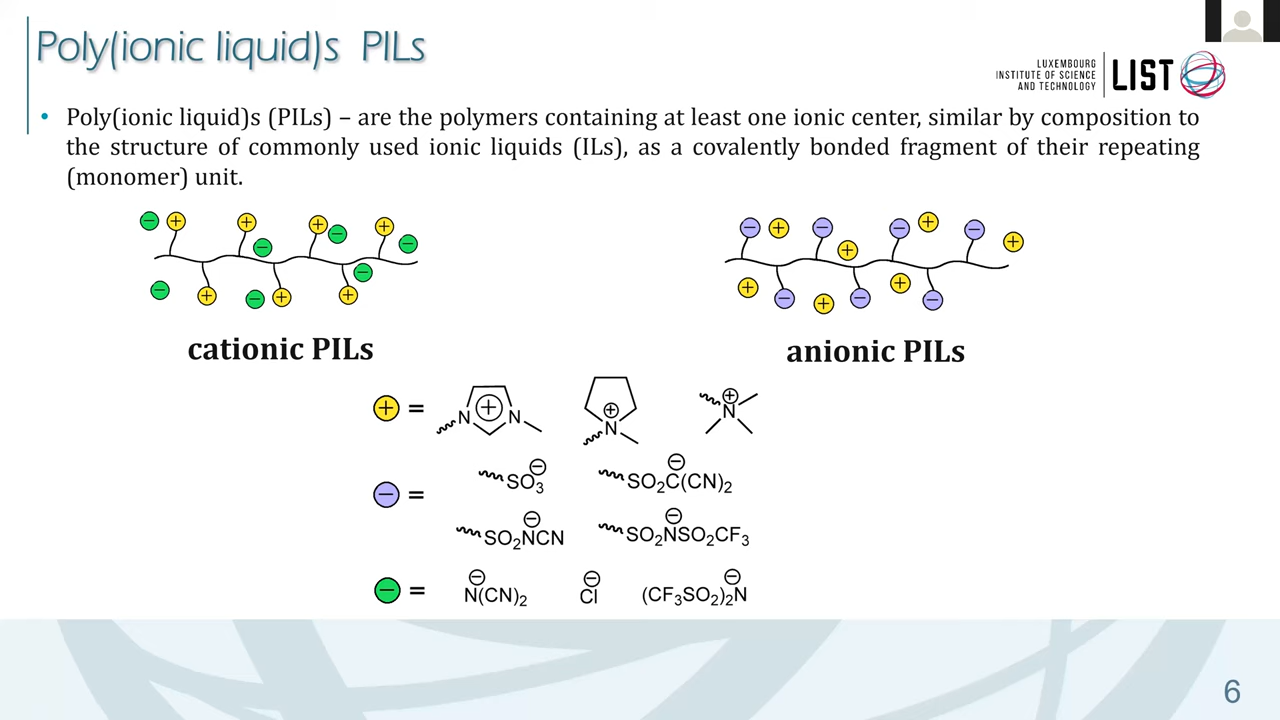 Poly(ionic liquid)s PILs
LUXEMBOURG
INSTITUTE OF SCIENCE
AND TECHNOLOGY
LIST
• Poly(ionic liquid)s (PILs) – are the polymers containing at least one ionic center, similar by composition to
the structure of commonly used ionic liquids (ILs), as a covalently bonded fragment of their repeating
(monomer) unit.
− + + + − + −
− −
− + − + +
− + − − + − +
+
+ − + − + −
cationic PILs
anionic PILs
+ = N + N + N + N
− = SO3 − SO2C(CN)2 −
SO2NCN − SO2NSO2CF3 −
− = N(CN)2 − Cl − (CF3SO2)2N −
6